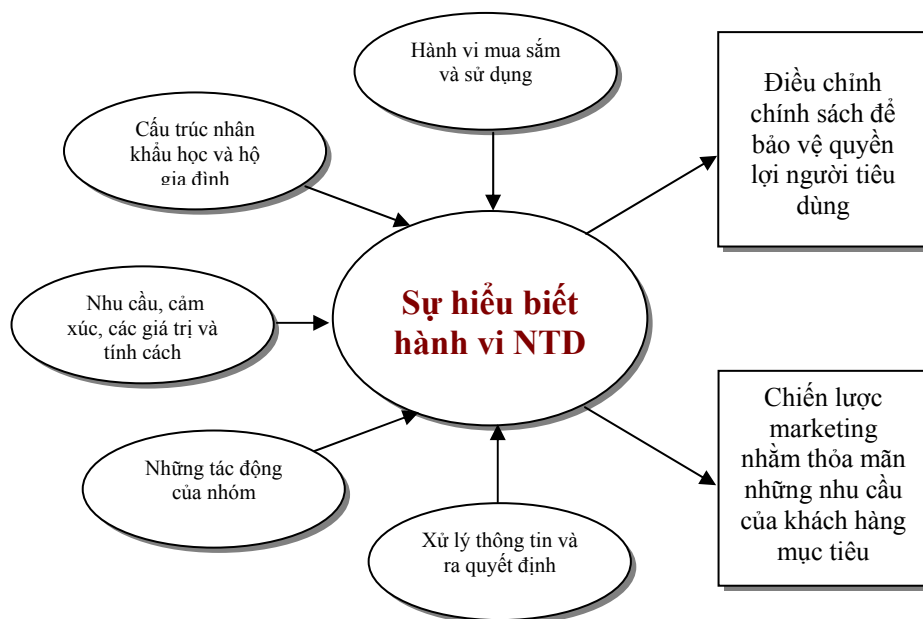 Hành vi mua sắm
và sử dụng
Điều chỉnh
chính sách để
bảo vệ quyền
lợi người tiêu
dùng
Cấu trúc nhân
khẩu học và hộ
gia đình
Sự hiểu biết
hành vi NTD
Nhu cầu, cảm
xúc, các giá trị và
tính cách
Chiến lược
marketing
nhằm thỏa mãn
những nhu cầu
của khách hàng
mục tiêu
Những tác động
của nhóm
Xử lý thông tin và
ra quyết định